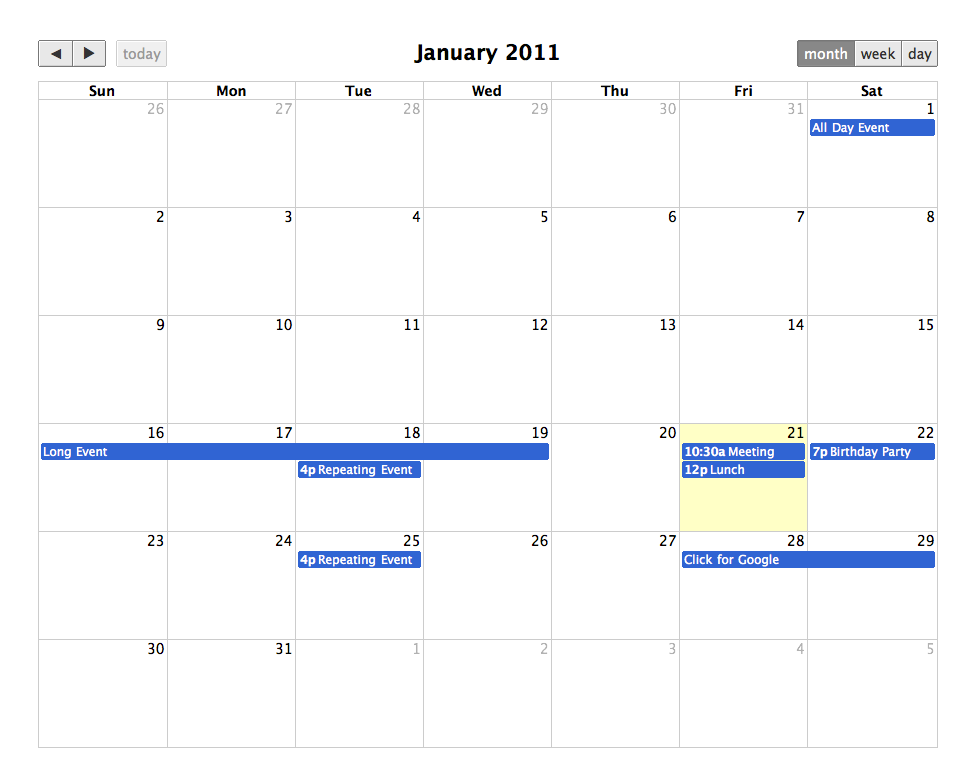 ◀ ▶ today January 2011 month week day
Sun Mon Tue Wed Thu Fri Sat
26 27 28 29 30 31 1
All Day Event
2 3 4 5 6 7 8
9 10 11 12 13 14 15
16 17 18 19 20 21 22
Long Event 10:30a Meeting 7p Birthday Party
4p Repeating Event 12p Lunch
23 24 25 26 27 28 29
4p Repeating Event Click for Google
30 31 1 2 3 4 5